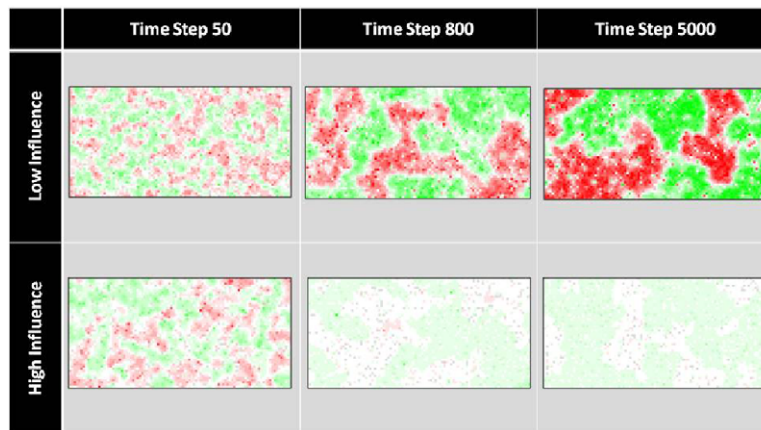 Time Step 50
Time Step 800
Time Step 5000
Low Influence
High Influence